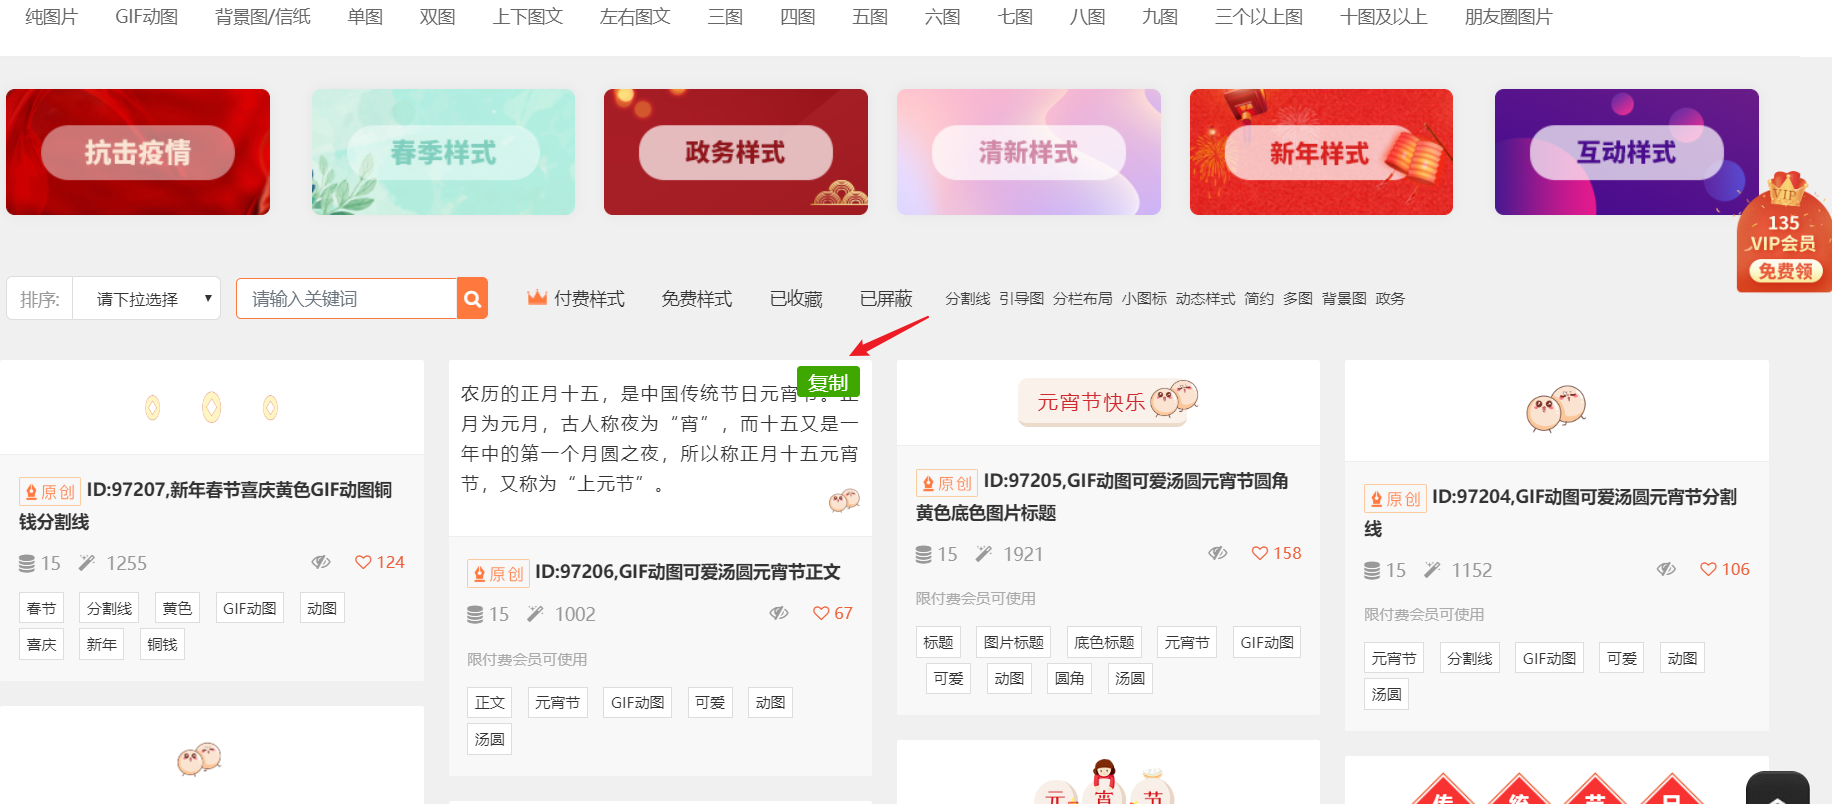 纯图片 GIF动图 背景图/信纸 单图 双图 上下图文 左右图文 三图 四图 五图 六图 七图 八图 九图 三个以上图 十图及以上 朋友圈图片
抗击疫情 春季样式 政务样式 清新样式 新年样式 互动样式
VIP
135
VIP会员
免费领
排序: 请下拉选择 请输入关键词 付费样式 免费样式 已收藏 已屏蔽 分割线 引导图 分栏布局 小图标 动态样式 简约 多图 背景图 政务
原创 ID:97207,新年春节喜庆黄色GIF动图铜
钱分割线
15 1255 124
春节 分割线 黄色 GIF动图 动图
喜庆 新年 铜钱
复制
农历的正月十五，是中国传统节日元宵节。正
月为元月，古人称夜为“宵”，而十五又是一
年中的第一个月圆之夜，所以称正月十五元宵
节，又称为“上元节”。
原创 ID:97206,GIF动图可爱汤圆元宵节正文
15 1002 67
限付费会员可使用
正文 元宵节 GIF动图 可爱 动图
汤圆
元宵节快乐
原创 ID:97205,GIF动图可爱汤圆元宵节圆角
黄色底色图片标题
15 1921 158
限付费会员可使用
标题 图片标题 底色标题 元宵节 GIF动图
可爱 动图 圆角 汤圆
元 宵 节
原创 ID:97204,GIF动图可爱汤圆元宵节分割
线
15 1152 106
限付费会员可使用
元宵节 分割线 GIF动图 可爱 动图
汤圆
传 统 节 日